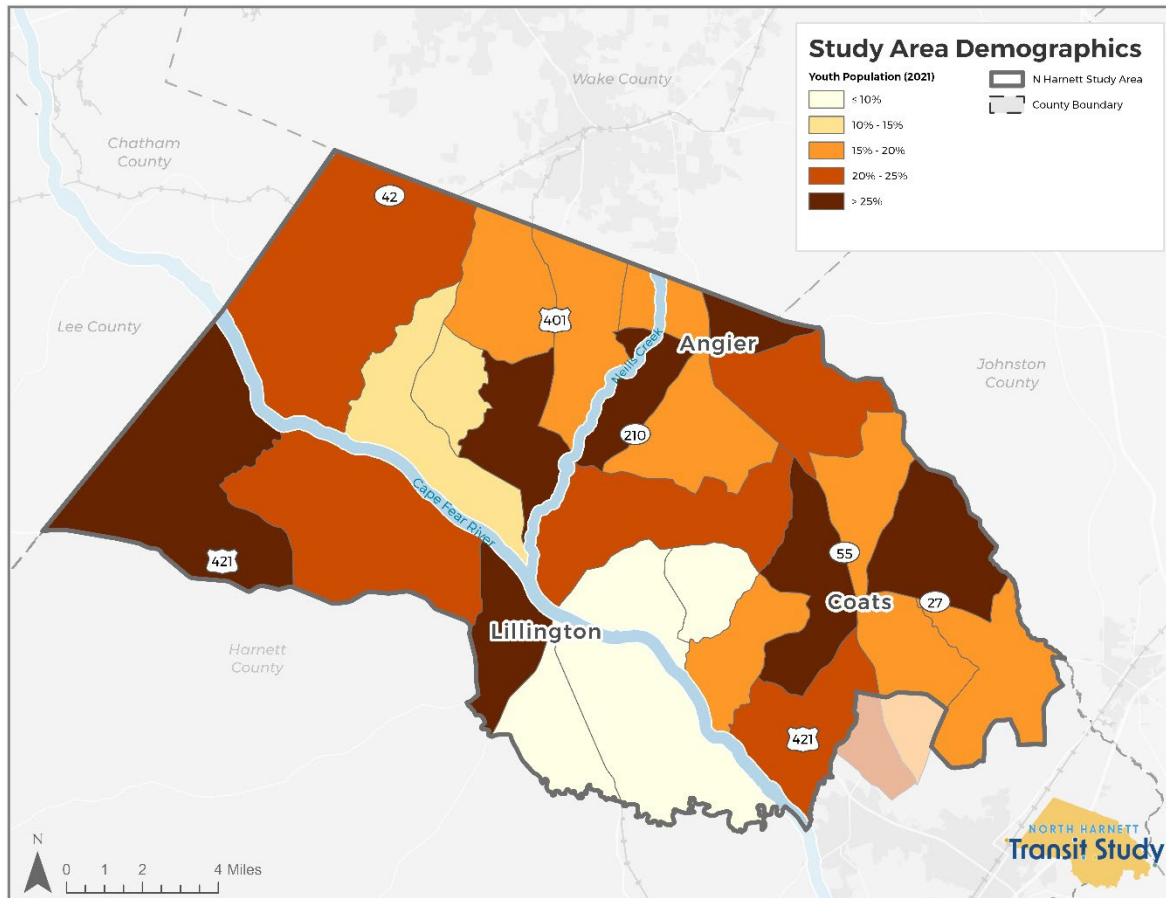 Study Area Demographics
Youth Population (2021)
< 10%
10% - 15%
15% - 20%
20% - 25%
> 25%
N Harnett Study Area
County Boundary
Wake County
Chatham
County
42
Lee County
401
Angier
Neills Creek
Johnston
County
210
Cape Fear River
421
55
Coats
27
Lillington
Harnett
County
421
N
0 1 2 4 Miles
NORTH HARNETT
Transit Study